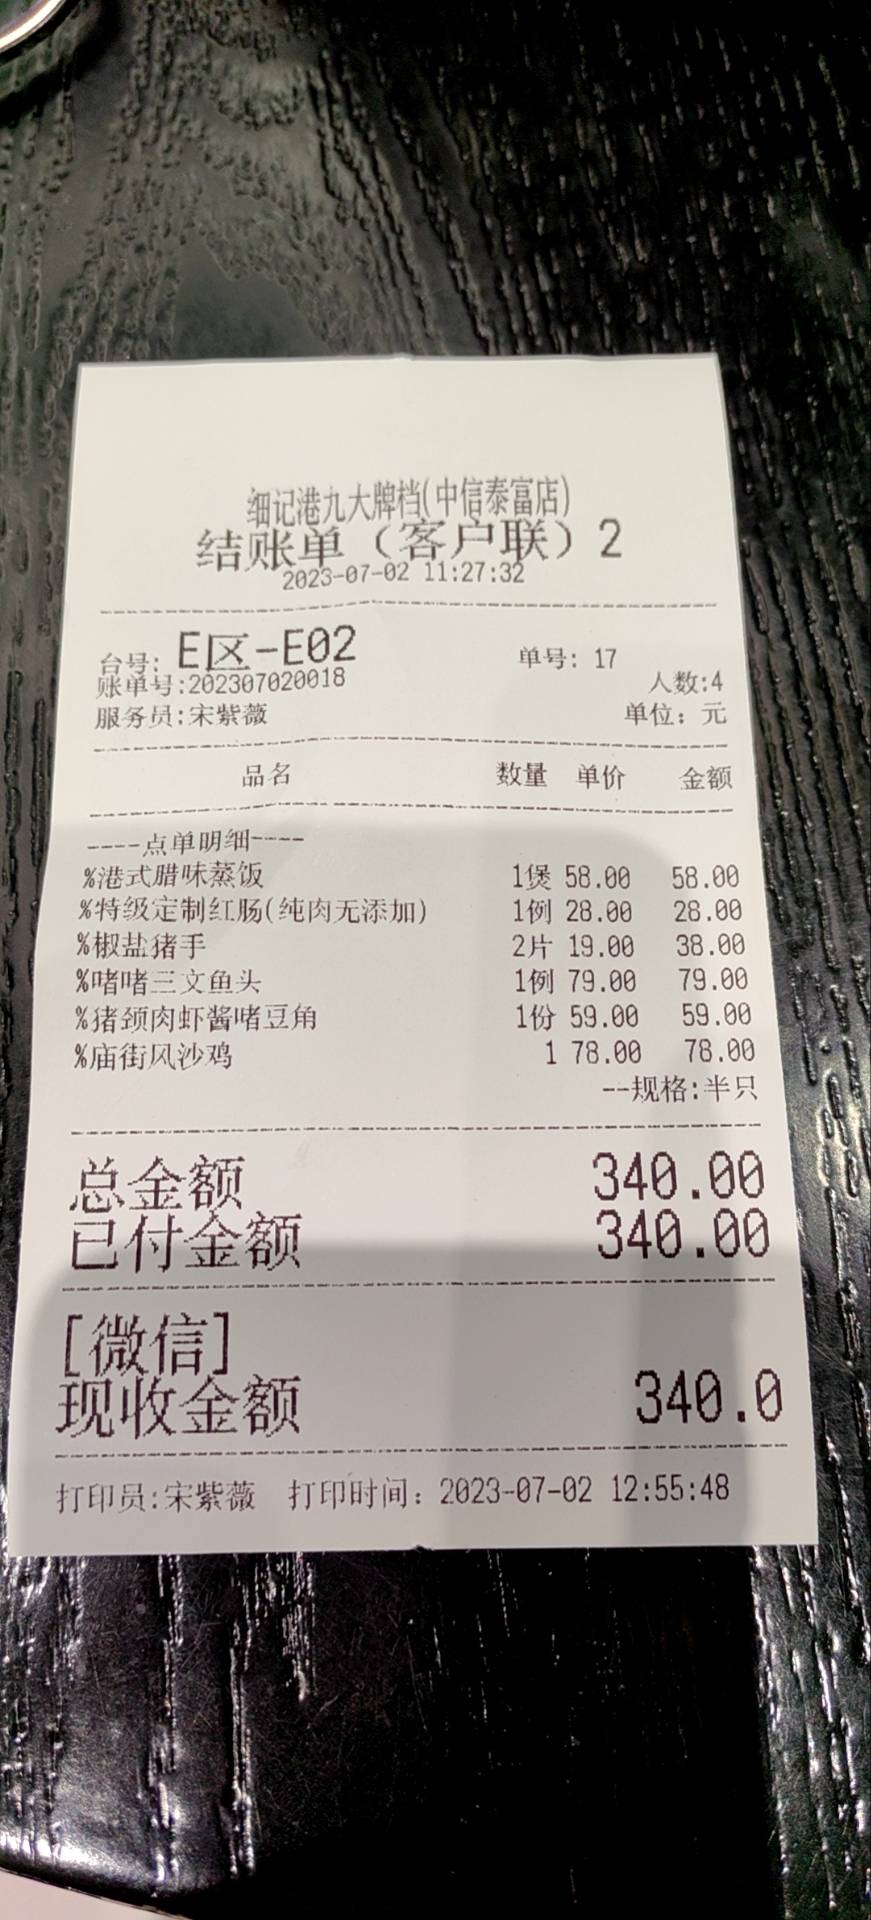 细记港九大牌档(中信泰富店)
结账单（客户联）2
2023-07-02 11:27:32
台号: E区-E02 单号: 17
账单号:202307020018 人数:4
服务员:宋紫薇 单位: 元
品名 数量 单价 金额
----点单明细----
%港式腊味蒸饭 1煲 58.00 58.00
%特级定制红肠(纯肉无添加) 1例 28.00 28.00
%椒盐猪手 2片 19.00 38.00
%啫啫三文鱼头 1例 79.00 79.00
%猪颈肉虾酱啫豆角 1份 59.00 59.00
%庙街风沙鸡 1 78.00 78.00
--规格:半只
总金额 340.00
已付金额 340.00
[微信]
现收金额 340.0
打印员:宋紫薇 打印时间: 2023-07-02 12:55:48